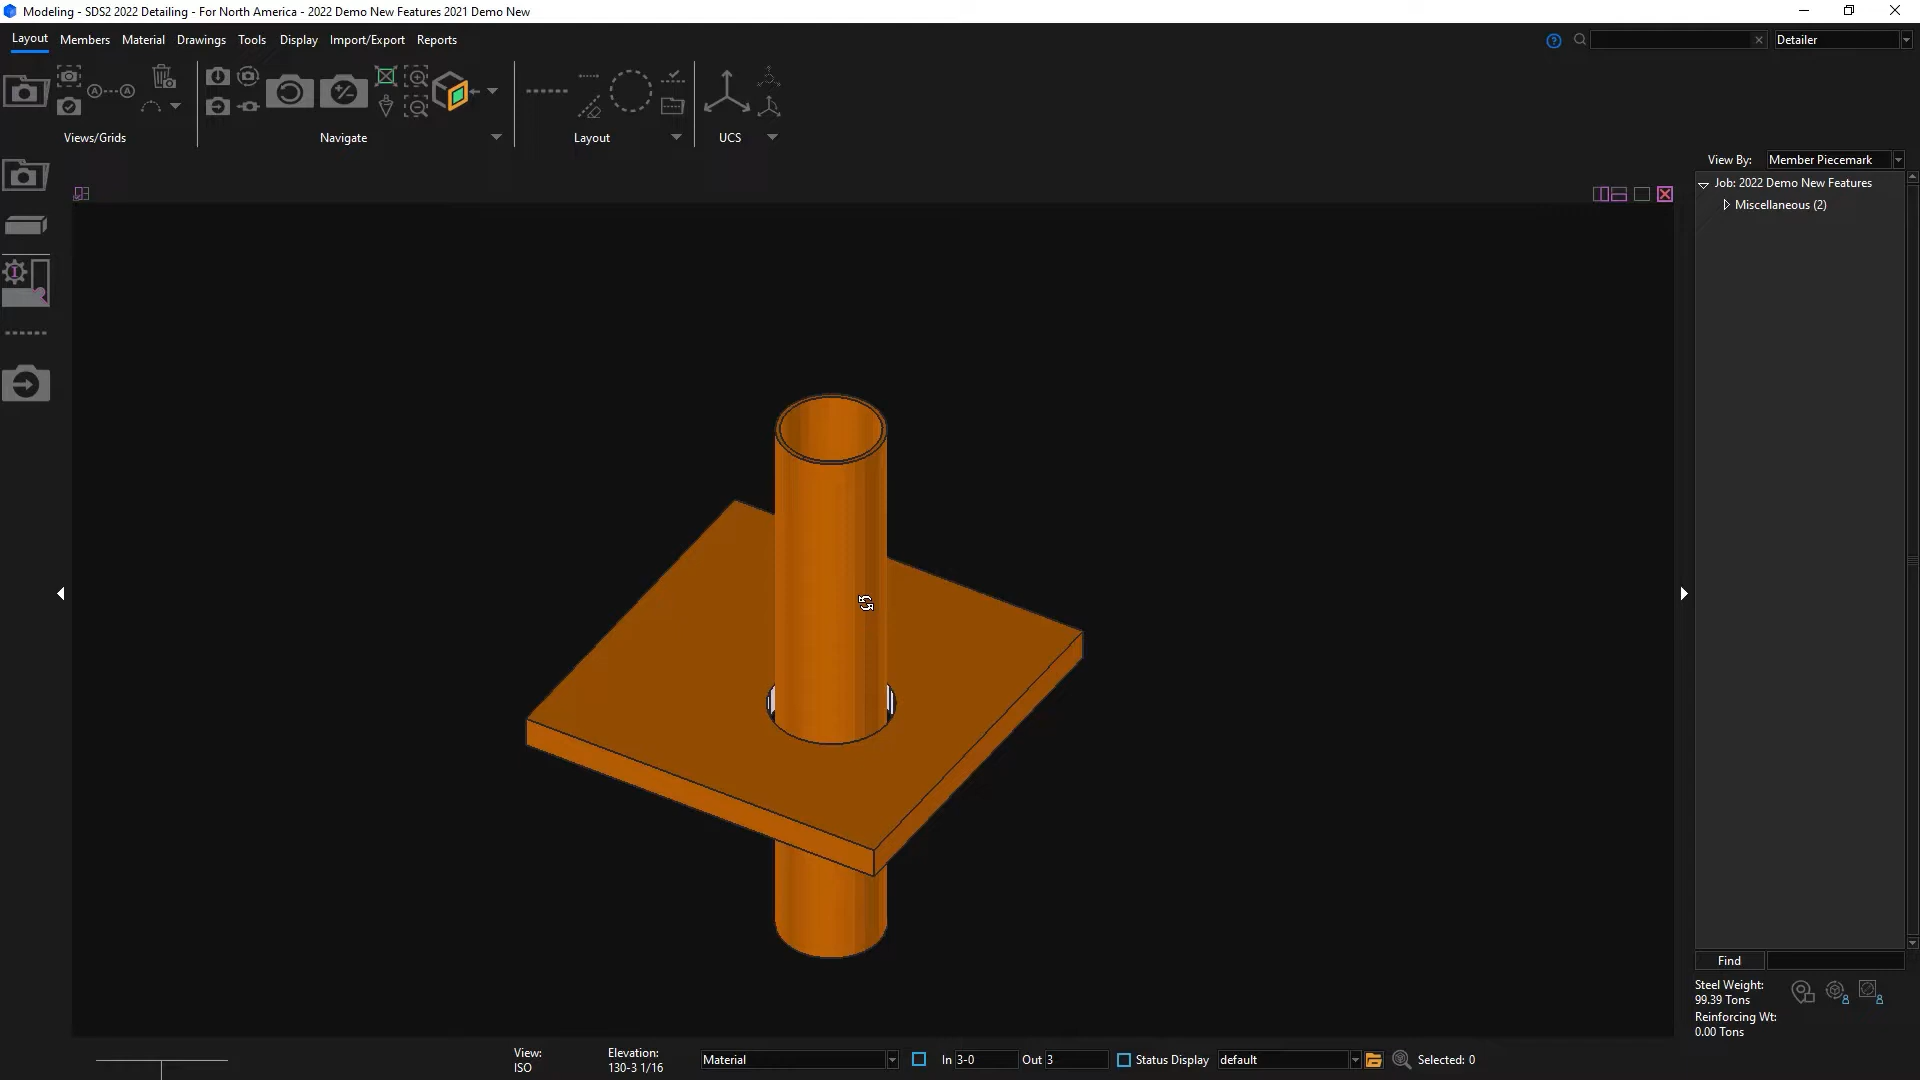 Modeling - SDS2 2022 Detailing - For North America - 2022 Demo New Features 2021 Demo New
Layout Members Material Drawings Tools Display Import/Export Reports
Detailer
Views/Grids Navigate Layout UCS
View By: Member Piecemark
Job: 2022 Demo New Features
Miscellaneous (2)
Find
Steel Weight:
99.39 Tons
Reinforcing Wt:
0.00 Tons
View:
ISO
Elevation:
130-3 1/16
Material
In 3-0 Out 3 Status Display default Selected: 0